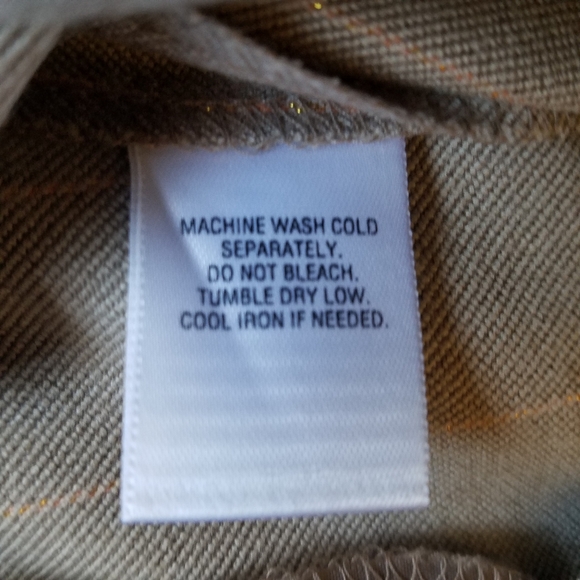 MACHINE WASH COLD
SEPARATELY.
DO NOT BLEACH.
TUMBLE DRY LOW.
COOL IRON IF NEEDED.